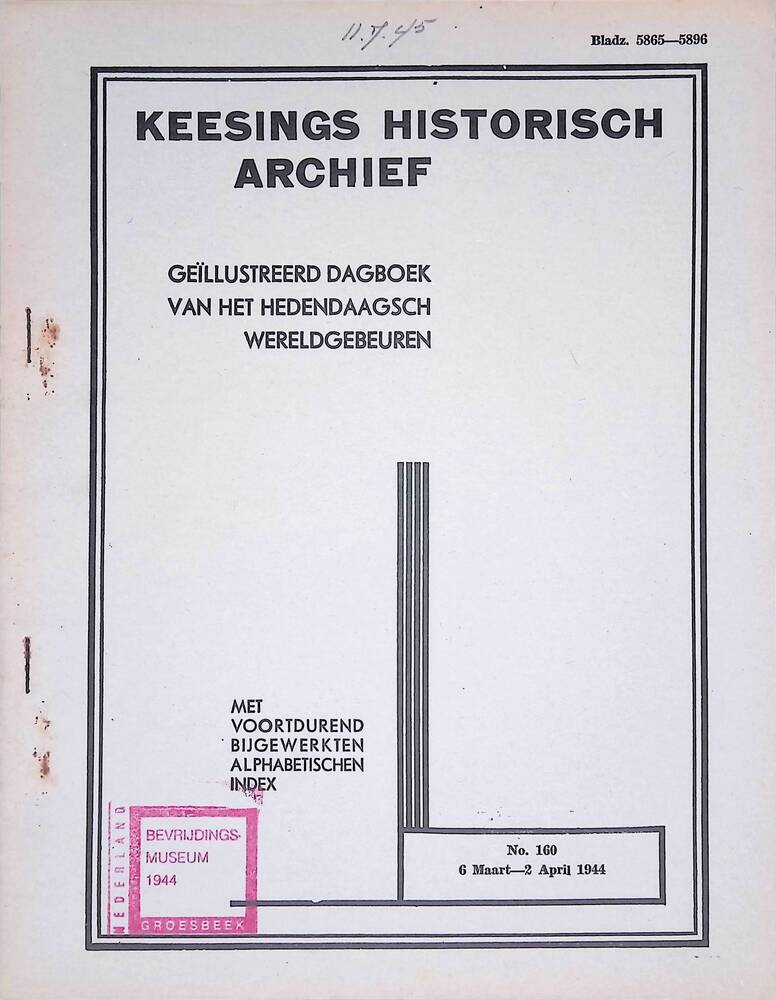 11.7.45
Bladz. 5865—5896
KEESINGS HISTORISCH
ARCHIEF
GEÏLLUSTREERD DAGBOEK
VAN HET HEDENDAAGSCH
WERELDGEBEUREN
MET
VOORTDUREND
BIJGEWERKTEN
ALPHABETISCHEN
INDEX
NEDERLAND
BEVRIJDINGS-
MUSEUM
1944
GROESBEEK
No. 160
6 Maart—2 April 1944